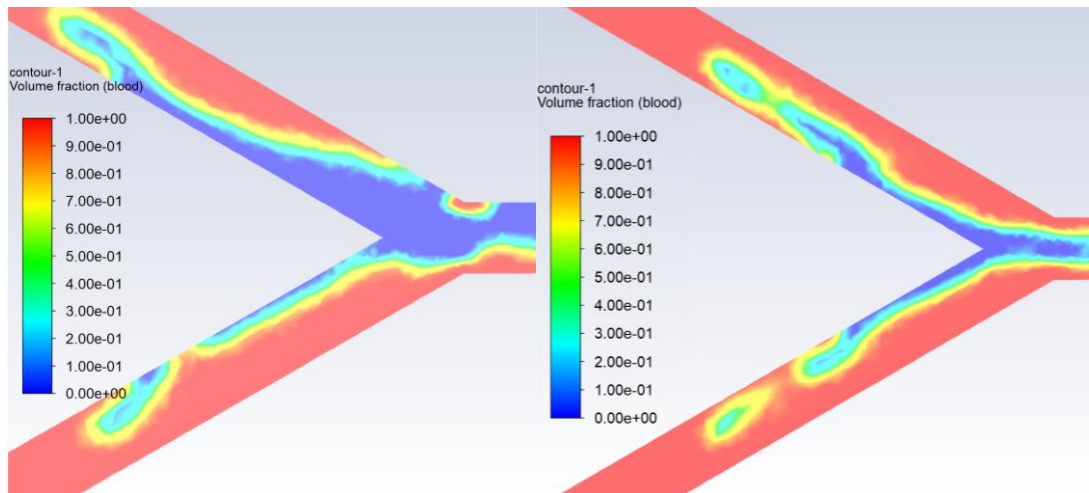 contour-1
Volume fraction (blood)
1.00e+00
9.00e-01
8.00e-01
7.00e-01
6.00e-01
5.00e-01
4.00e-01
3.00e-01
2.00e-01
1.00e-01
0.00e+00
contour-1
Volume fraction (blood)
1.00e+00
9.00e-01
8.00e-01
7.00e-01
6.00e-01
5.00e-01
4.00e-01
3.00e-01
2.00e-01
1.00e-01
0.00e+00